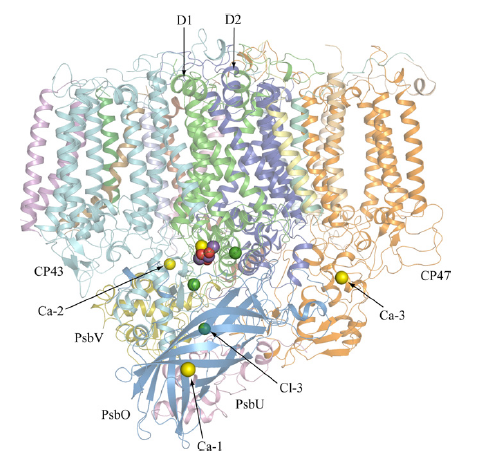 D1
D2
CP43
CP47
Ca-2
Ca-3
PsbV
Cl-3
PsbU
PsbO
Ca-1